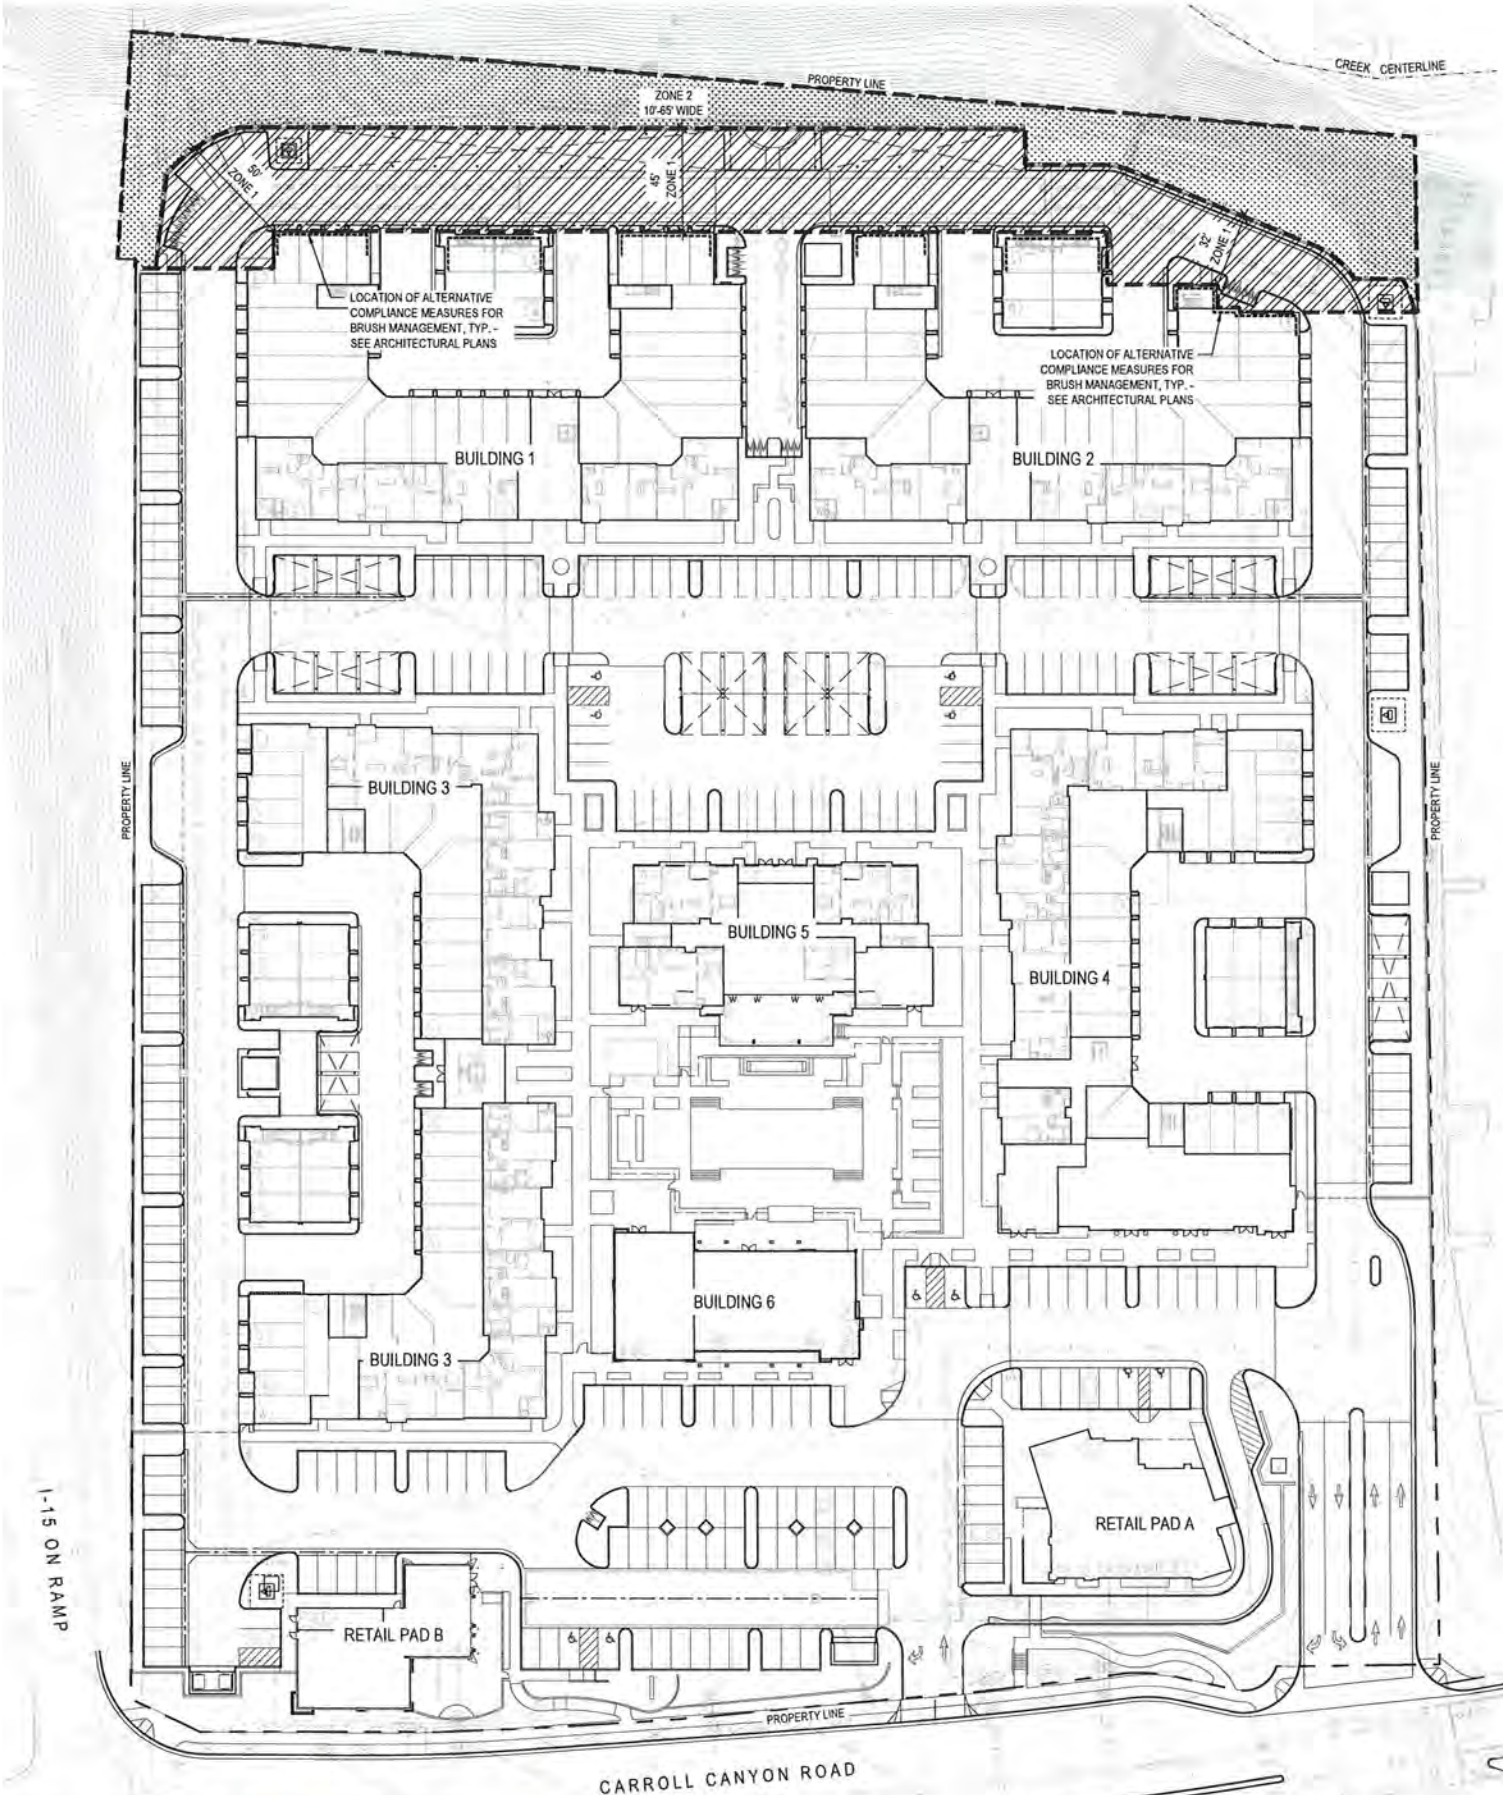 CREEK CENTERLINE
PROPERTY LINE
ZONE 2
10'-65' WIDE
50'
ZONE 1
45'
ZONE 1
32'
ZONE 1
LOCATION OF ALTERNATIVE
COMPLIANCE MEASURES FOR
BRUSH MANAGEMENT, TYP. -
SEE ARCHITECTURAL PLANS
LOCATION OF ALTERNATIVE
COMPLIANCE MEASURES FOR
BRUSH MANAGEMENT, TYP. -
SEE ARCHITECTURAL PLANS
BUILDING 1
BUILDING 2
PROPERTY LINE
BUILDING 3
PROPERTY LINE
BUILDING 5
BUILDING 4
BUILDING 6
BUILDING 3
I-15 ON RAMP
RETAIL PAD A
RETAIL PAD B
PROPERTY LINE
CARROLL CANYON ROAD